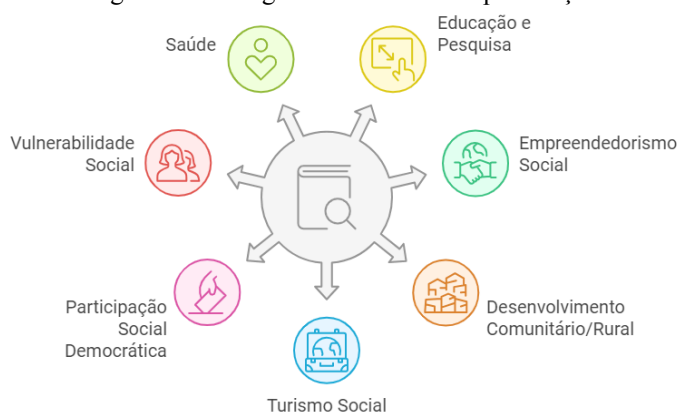 Saúde
Educação e
Pesquisa
Vulnerabilidade
Social
Empreendedorismo
Social
Participação
Social
Democrática
Desenvolvimento
Comunitário/Rural
Turismo Social